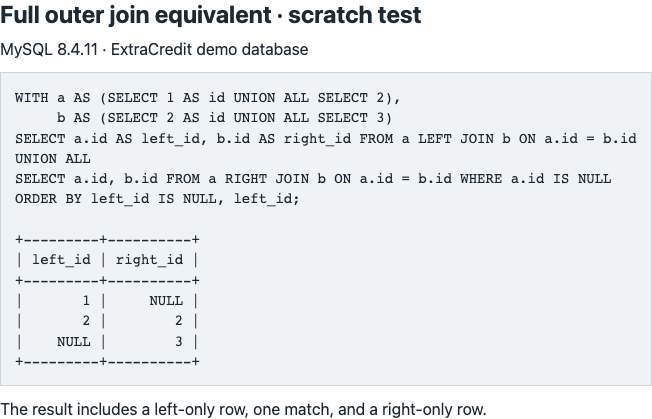 Full outer join equivalent · scratch test
MySQL 8.4.11 · ExtraCredit demo database
WITH a AS (SELECT 1 AS id UNION ALL SELECT 2),
     b AS (SELECT 2 AS id UNION ALL SELECT 3)
SELECT a.id AS left_id, b.id AS right_id FROM a LEFT JOIN b ON a.id = b.id
UNION ALL
SELECT a.id, b.id FROM a RIGHT JOIN b ON a.id = b.id WHERE a.id IS NULL
ORDER BY left_id IS NULL, left_id;
+---------+----------+
| left_id | right_id |
+---------+----------+
|       1 |     NULL |
|       2 |        2 |
|    NULL |        3 |
+---------+----------+
The result includes a left-only row, one match, and a right-only row.